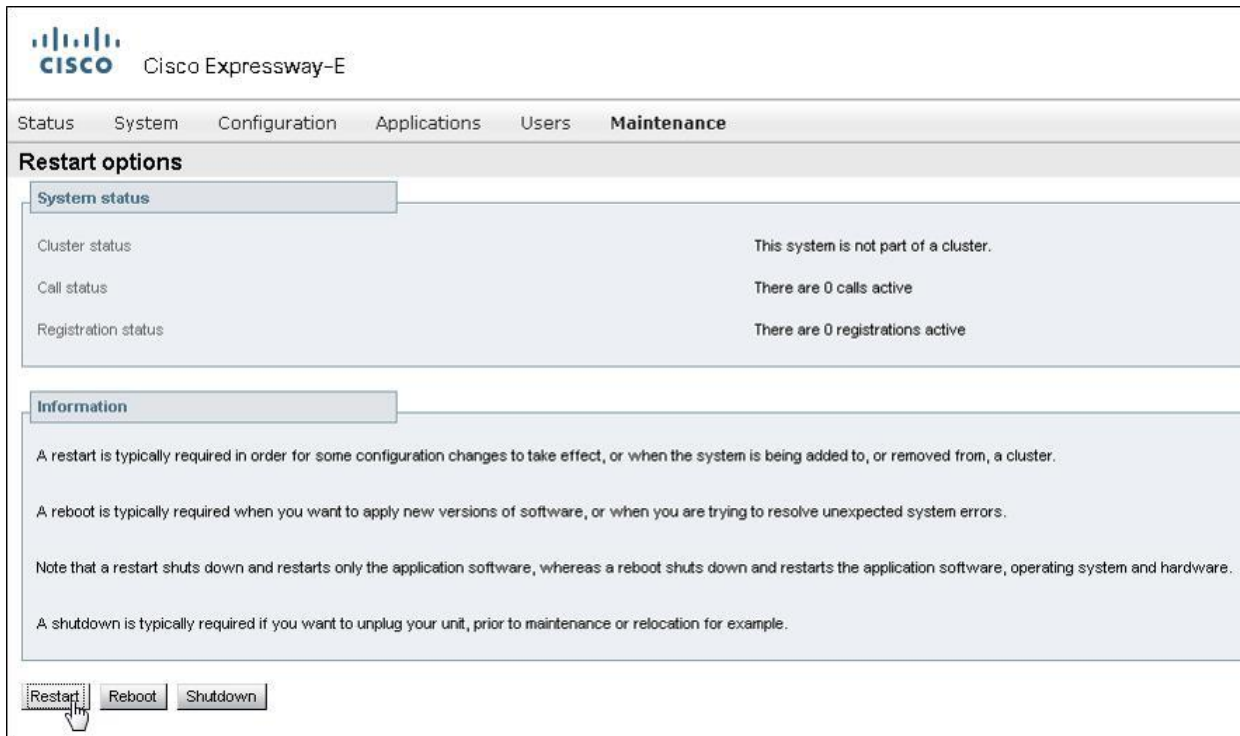 CISCO Cisco Expressway-E
Status System Configuration Applications Users Maintenance
Restart options
System status
Cluster status This system is not part of a cluster.
Call status There are 0 calls active
Registration status There are 0 registrations active
Information
A restart is typically required in order for some configuration changes to take effect, or when the system is being added to, or removed from, a cluster.
A reboot is typically required when you want to apply new versions of software, or when you are trying to resolve unexpected system errors.
Note that a restart shuts down and restarts only the application software, whereas a reboot shuts down and restarts the application software, operating system and hardware.
A shutdown is typically required if you want to unplug your unit, prior to maintenance or relocation for example.
Restart Reboot Shutdown